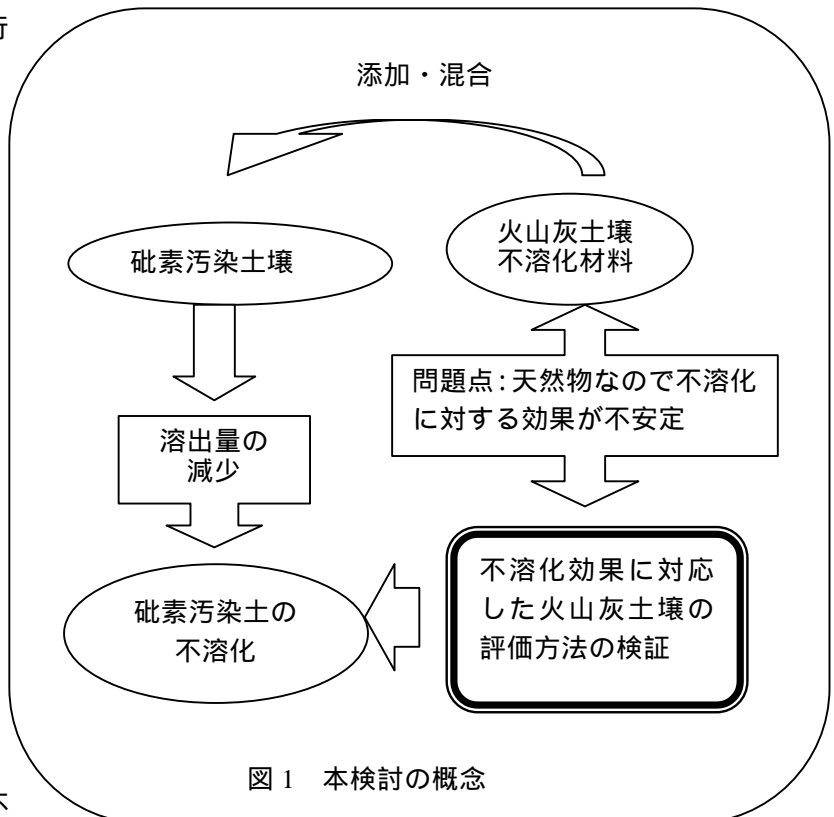 行
添加・混合
砒素汚染土壌
火山灰土壌
不溶化材料
問題点：天然物なので不溶化
に対する効果が不安定
溶出量の
減少
不溶化効果に対応
した火山灰土壌の
評価方法の検証
砒素汚染土の
不溶化
図 1　本検討の概念